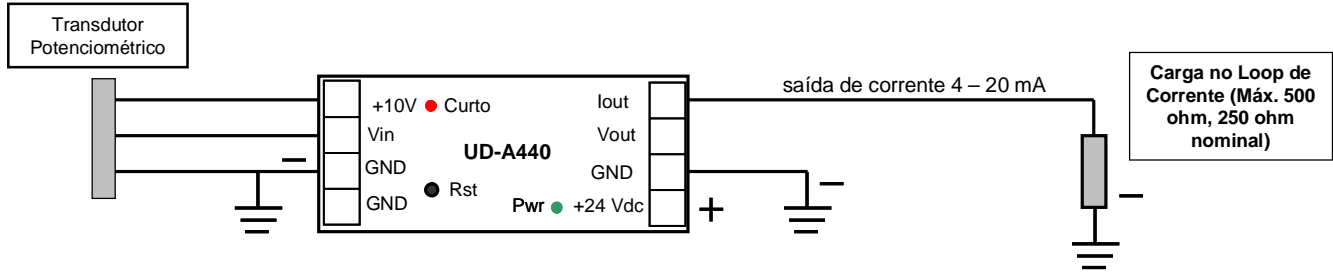 Transdutor
Potenciométrico
+10V
Curto
Iout
Vin
Vout
UD-A440
GND
GND
GND
Rst
Pwr
+24 Vdc
–
+
–
saída de corrente 4 – 20 mA
Carga no Loop de
Corrente (Máx. 500
ohm, 250 ohm
nominal)
–